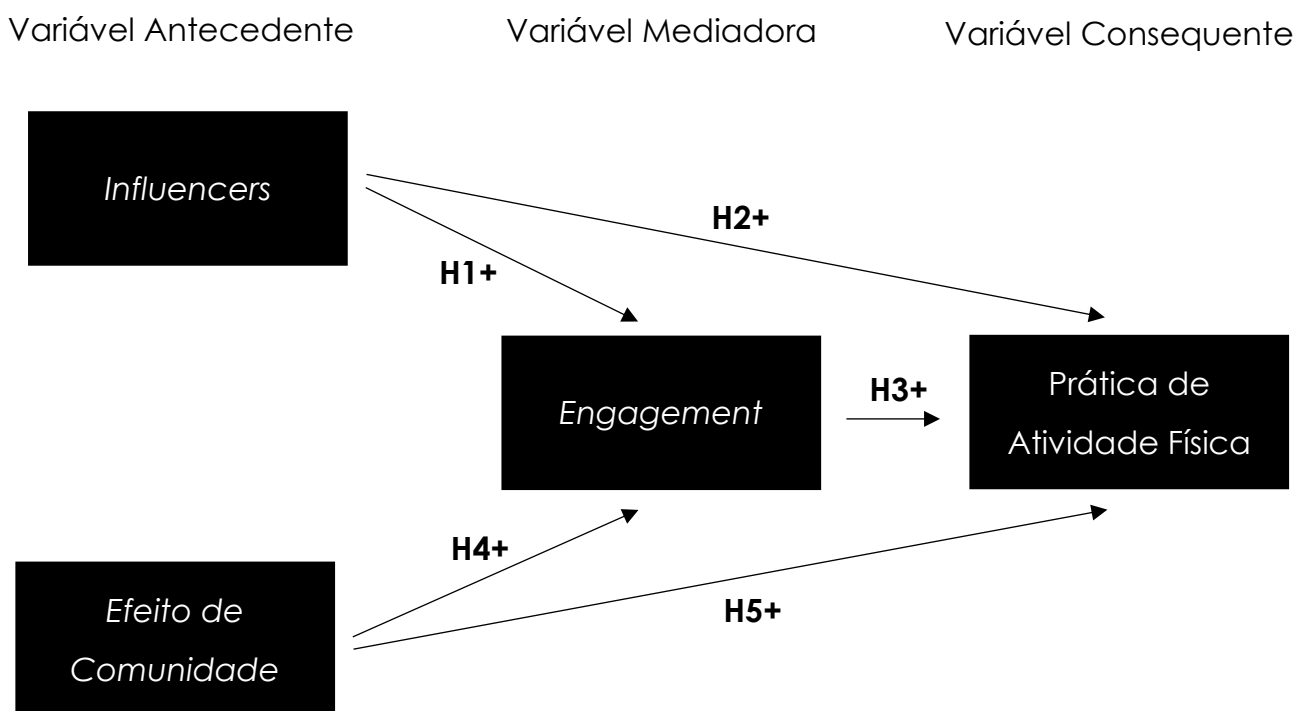 Variável Antecedente
Variável Mediadora
Variável Consequente
Influencers
H2+
H1+
Engagement
H3+
Prática de
Atividade Física
H4+
H5+
Efeito de
Comunidade